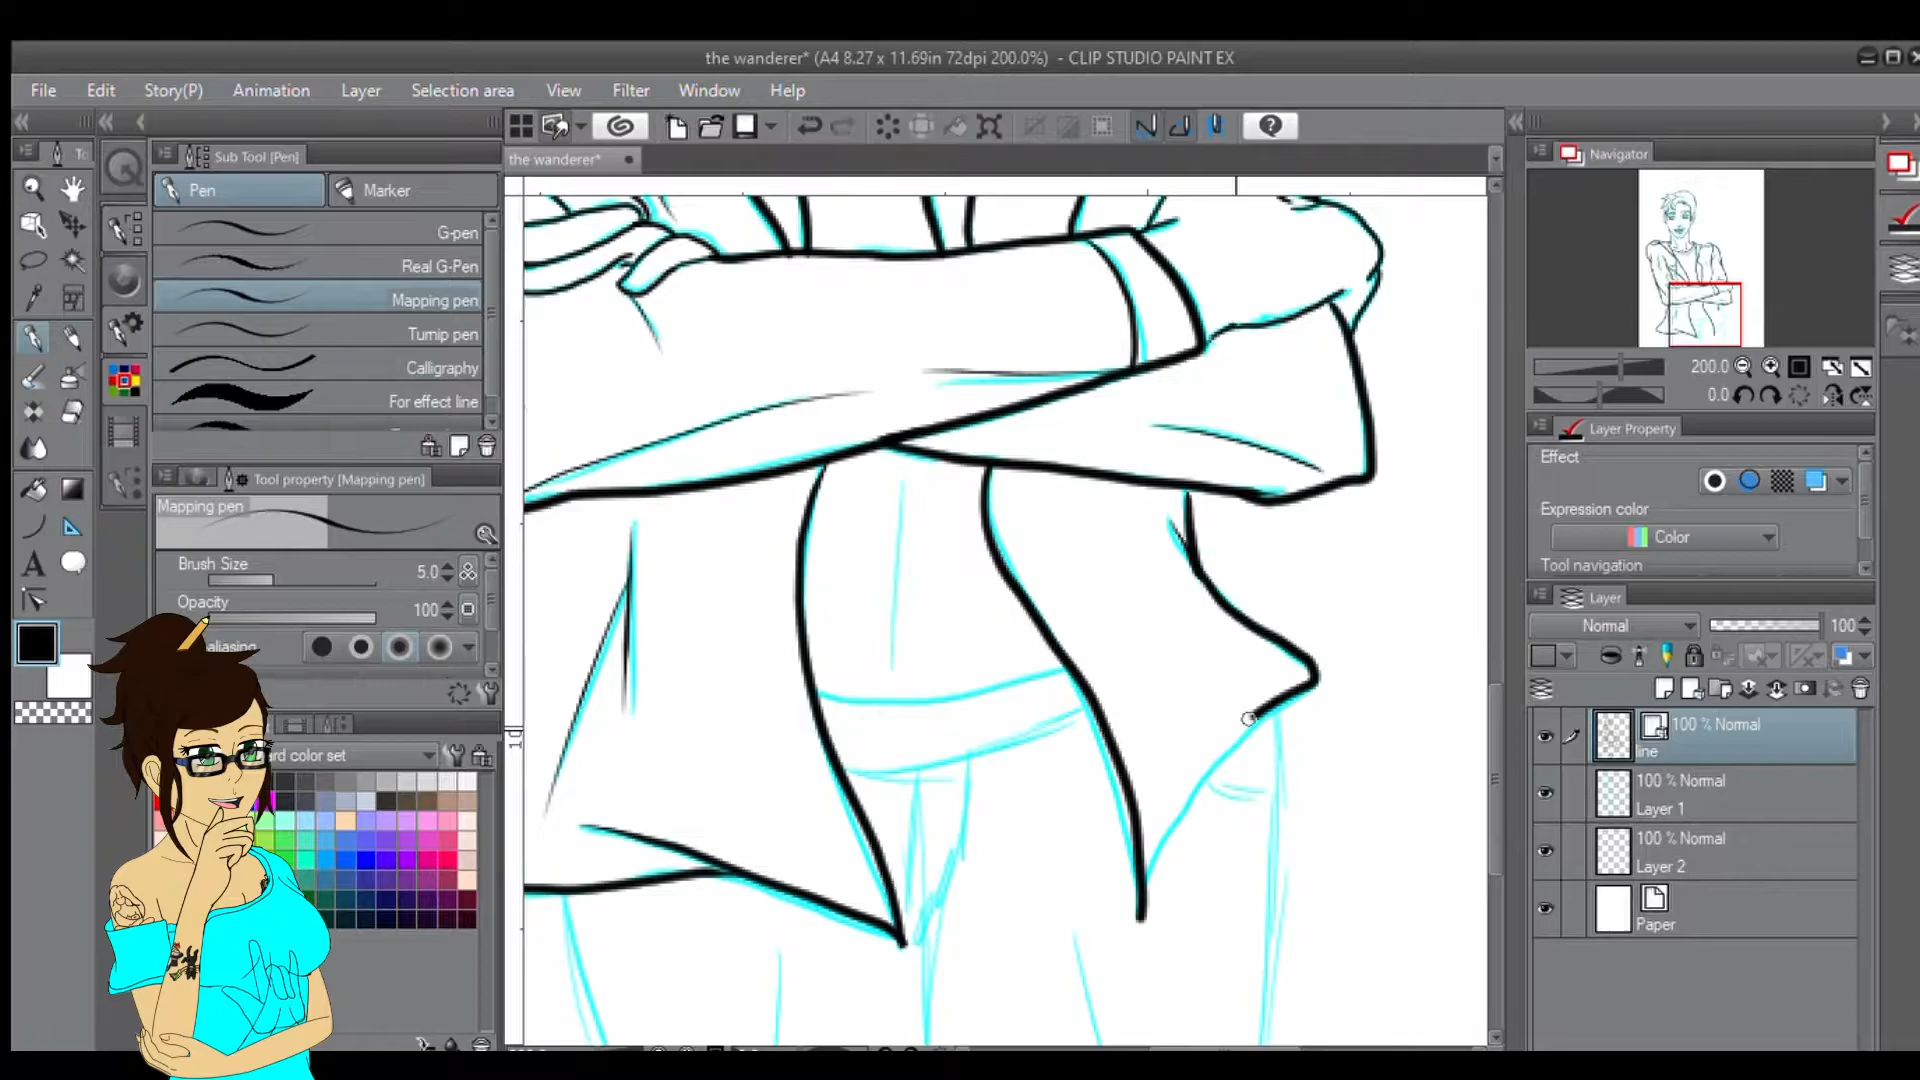 the wanderer* (A4 8.27 x 11.69in 72dpi 200.0%) - CLIP STUDIO PAINT EX
File Edit Story(P) Animation Layer Selection area View Filter Window Help
Sub Tool [Pen]
the wanderer*
Navigator
Pen
Marker
G-pen
Real G-Pen
Mapping pen
Turnip pen
Calligraphy
For effect line
200.0
0.0
Layer Property
Effect
Tool property [Mapping pen]
Mapping pen
Expression color
Color
Brush Size
5.0
Tool navigation
Opacity
100
Layer
Normal
100
aliasing
rd color set
100 % Normal
line
100 % Normal
Layer 1
100 % Normal
Layer 2
Paper